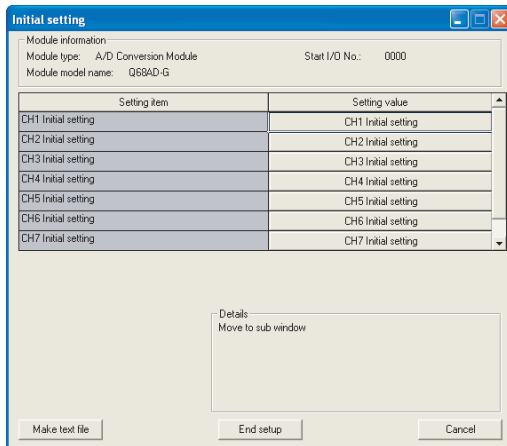 Initial setting
Module information
Module type: A/D Conversion Module Start I/O No.: 0000
Module model name: Q68AD-G
Setting item Setting value
CH1 Initial setting CH1 Initial setting
CH2 Initial setting CH2 Initial setting
CH3 Initial setting CH3 Initial setting
CH4 Initial setting CH4 Initial setting
CH5 Initial setting CH5 Initial setting
CH6 Initial setting CH6 Initial setting
CH7 Initial setting CH7 Initial setting
Details
Move to sub window
Make text file End setup Cancel